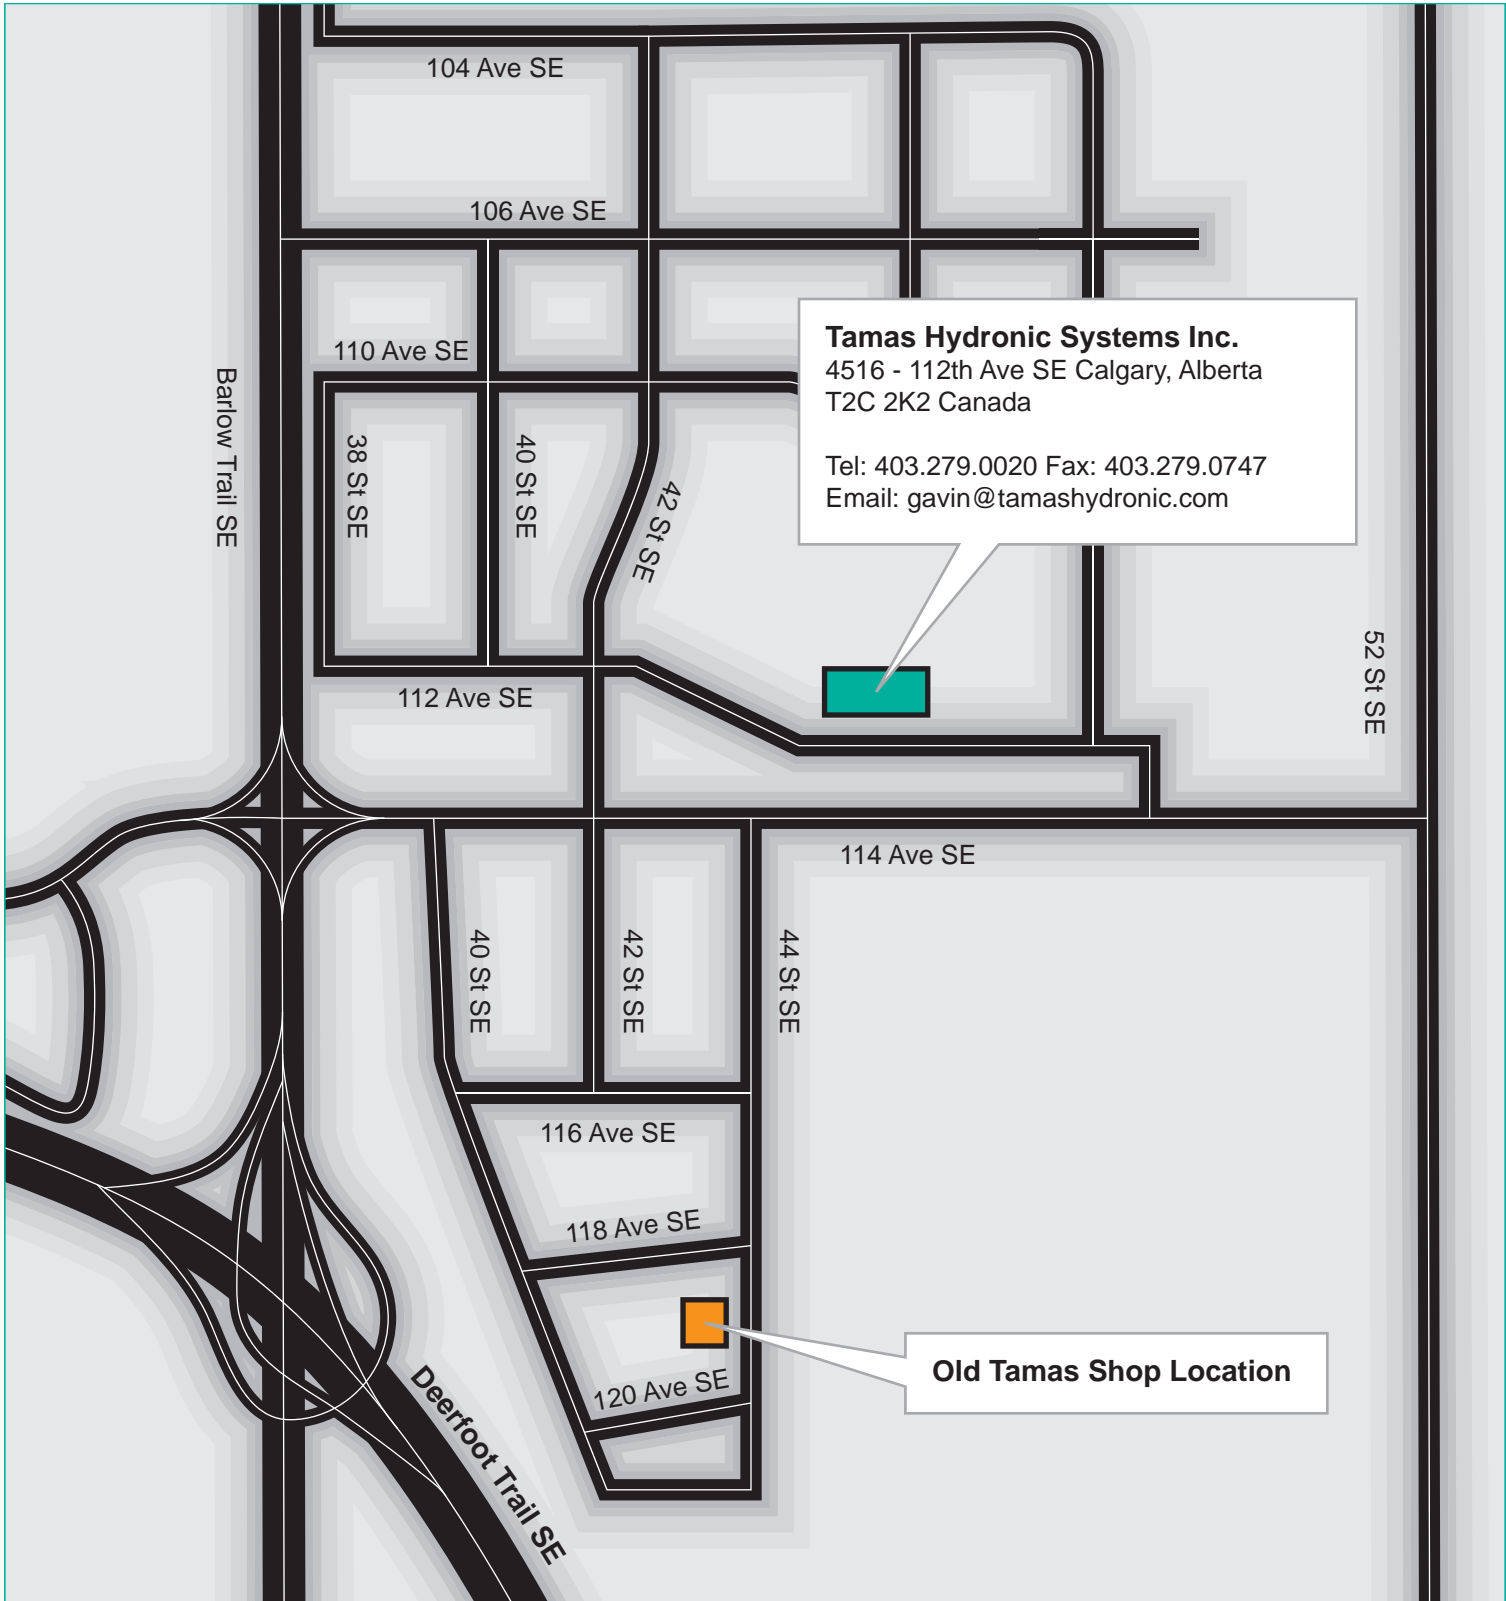 104 Ave SE
106 Ave SE
Tamas Hydronic Systems Inc.
4516 - 112th Ave SE Calgary, Alberta
T2C 2K2 Canada
Tel: 403.279.0020 Fax: 403.279.0747
Email: gavin@tamashydronic.com
110 Ave SE
Barlow Trail SE
38 St SE
40 St SE
42 St SE
52 St SE
112 Ave SE
114 Ave SE
40 St SE
42 St SE
44 St SE
116 Ave SE
118 Ave SE
120 Ave SE
Old Tamas Shop Location
Deerfoot Trail SE